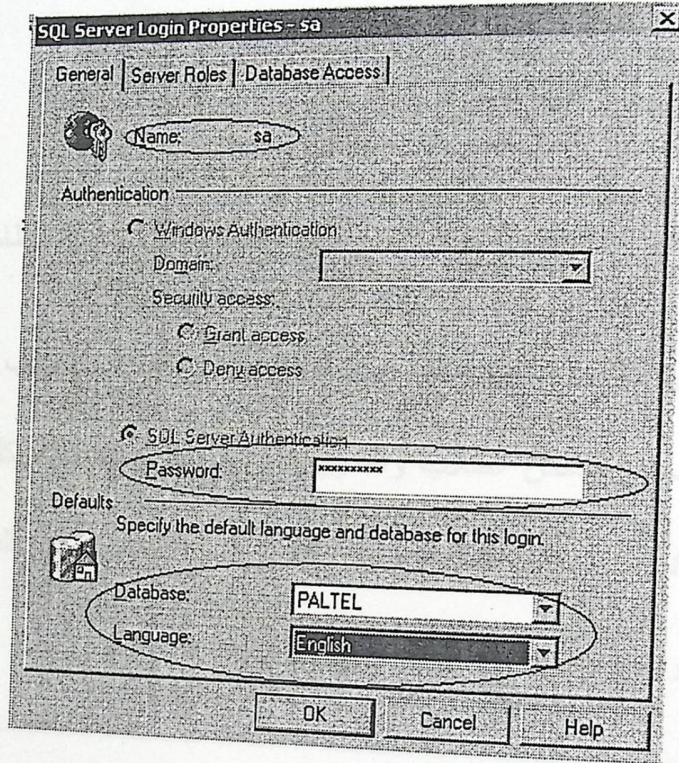 SQL Server Login Properties - sa
General Server Roles Database Access
Name: sa
Authentication
Windows Authentication
Domain:
Security access:
Grant access
Deny access
SQL Server Authentication
Password: xxxxxxxxxx
Defaults
Specify the default language and database for this login.
Database: PALTEL
Language: English
OK Cancel Help